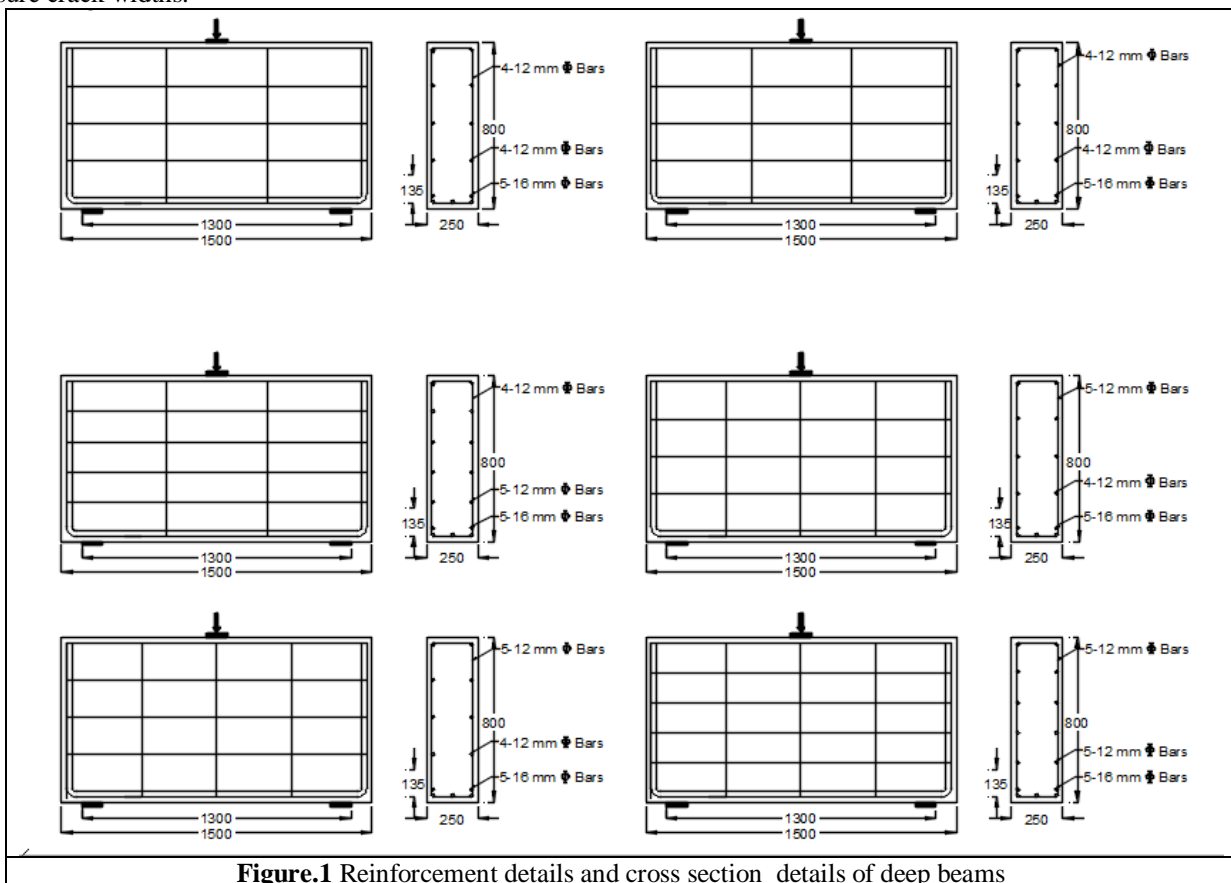 sure crack widths.
4-12 mm Φ Bars
800
4-12 mm Φ Bars
135
5-16 mm Φ Bars
1300
250
1500
4-12 mm Φ Bars
800
4-12 mm Φ Bars
135
5-16 mm Φ Bars
1300
250
1500
4-12 mm Φ Bars
800
5-12 mm Φ Bars
135
5-16 mm Φ Bars
1300
250
1500
5-12 mm Φ Bars
800
4-12 mm Φ Bars
135
5-16 mm Φ Bars
1300
250
1500
5-12 mm Φ Bars
800
4-12 mm Φ Bars
135
5-16 mm Φ Bars
1300
250
1500
5-12 mm Φ Bars
800
5-12 mm Φ Bars
135
5-16 mm Φ Bars
1300
250
1500
Figure.1 Reinforcement details and cross section details of deep beams